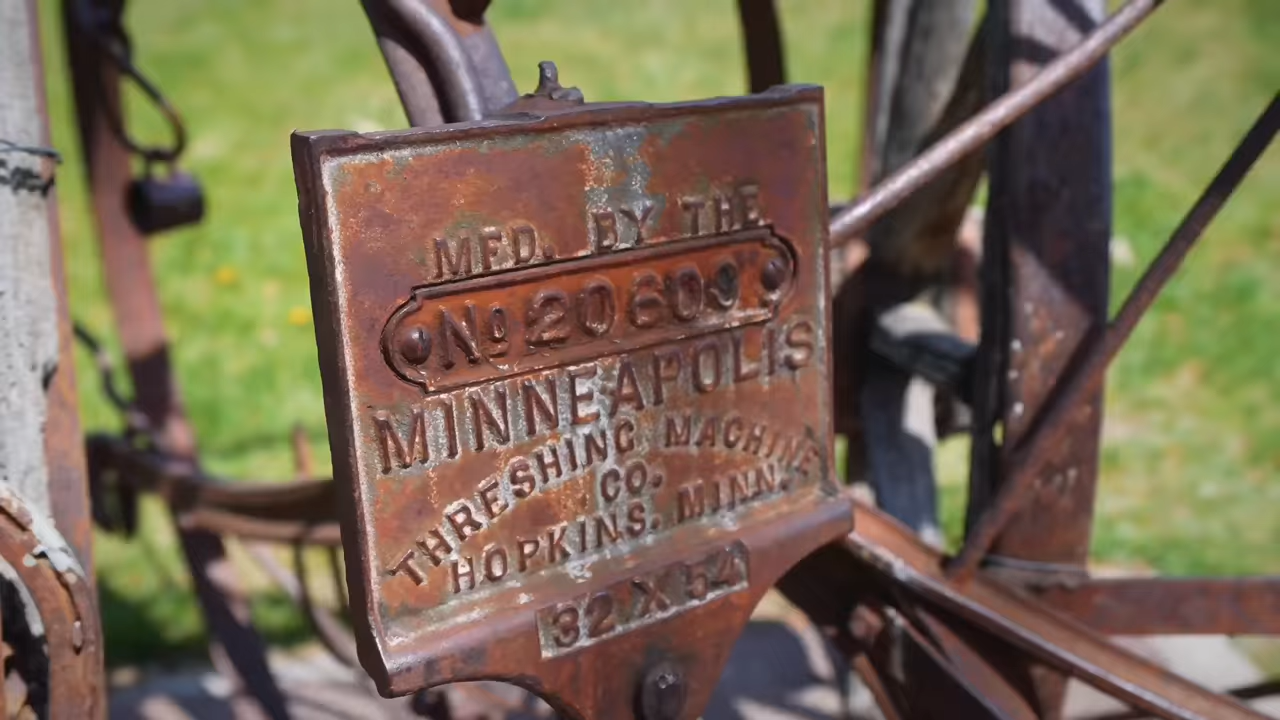 MFD. BY THE
No 20609
MINNEAPOLIS
THRESHING MACHINE
CO.
HOPKINS. MINN.
32 X 54